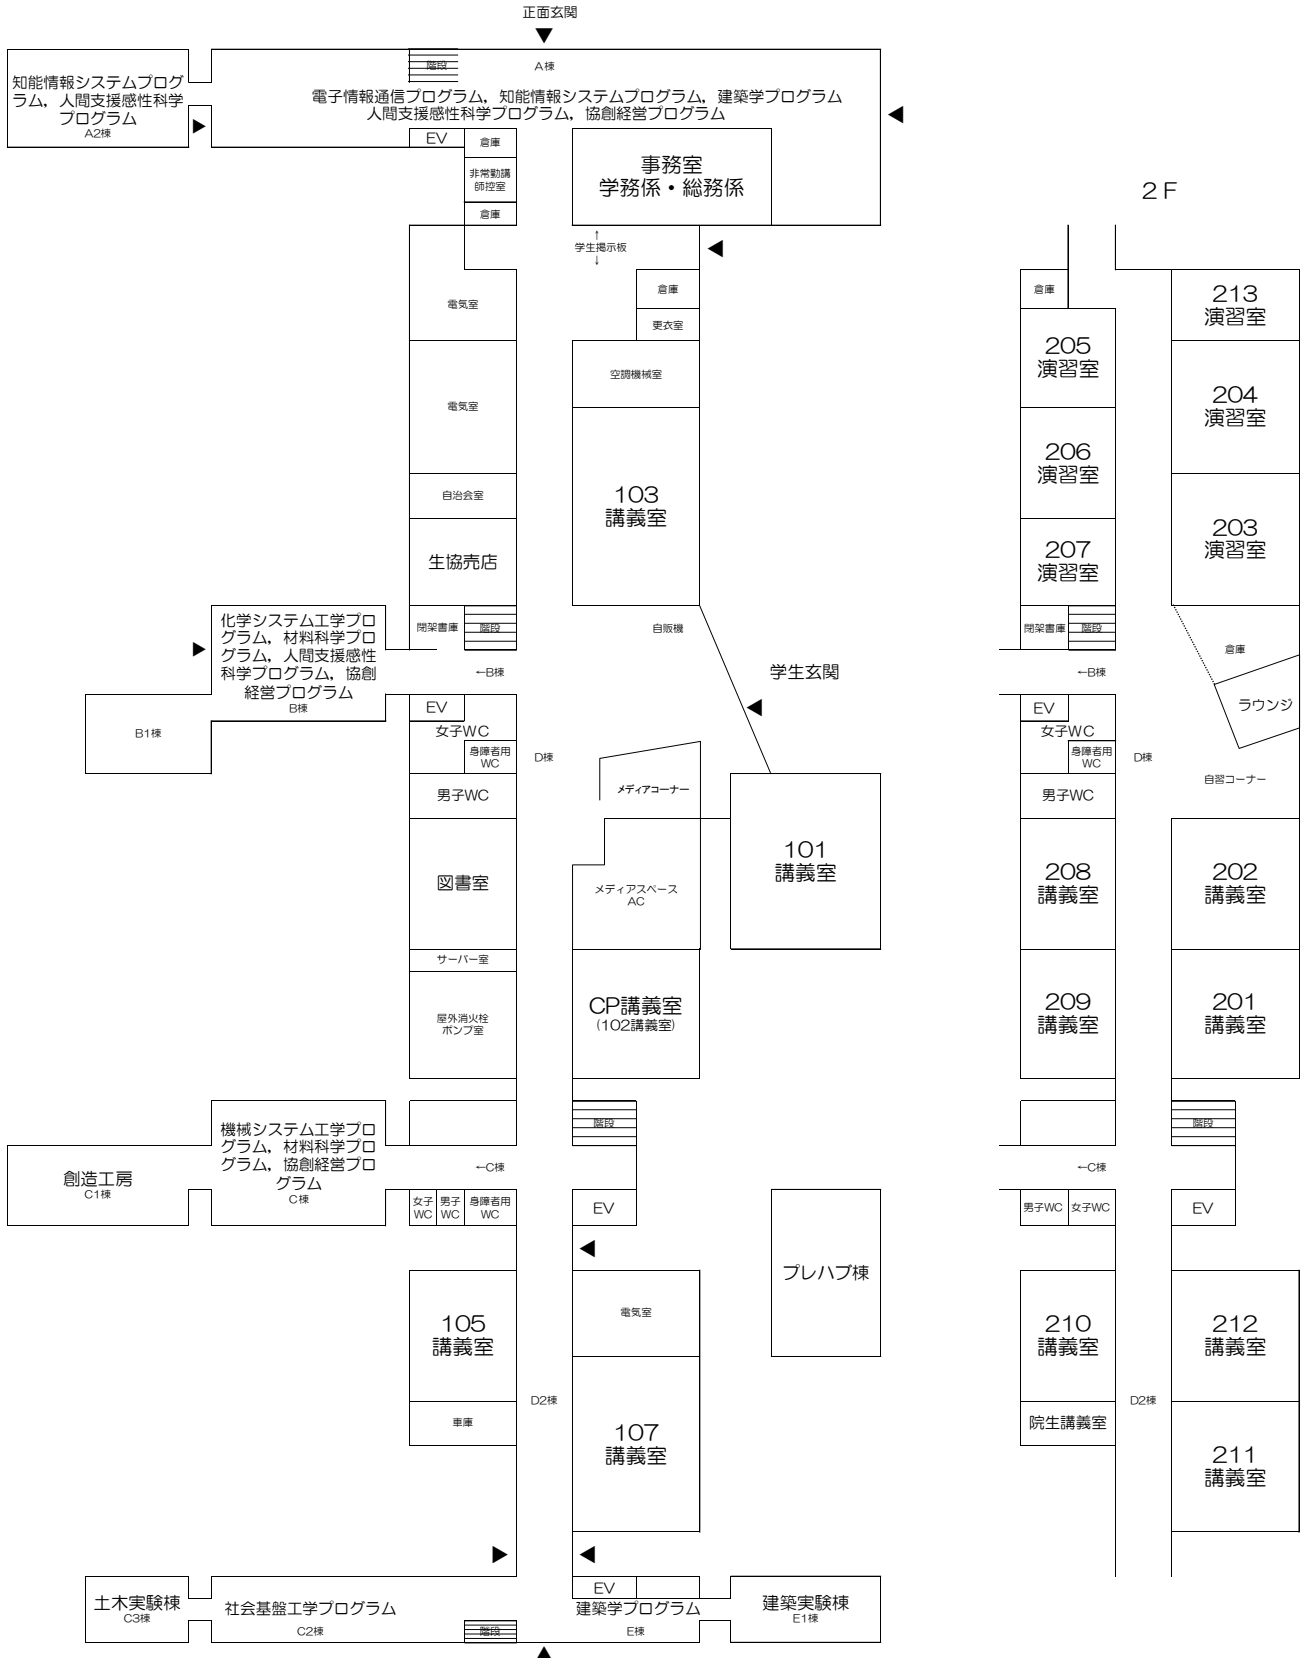 正面玄関
階段
A棟
知能情報システムプログ
ラム，人間支援感性科学
プログラム
A2棟
電子情報通信プログラム，知能情報システムプログラム，建築学プログラム
人間支援感性科学プログラム，協創経営プログラム
EV
倉庫
非常勤講
師控室
倉庫
事務室
学務係・総務係
↑
学生掲示板
↓
電気室
倉庫
更衣室
空調機械室
電気室
自治会室
103
講義室
生協売店
化学システム工学プロ
グラム，材料科学プロ
グラム，人間支援感性
科学プログラム，協創
経営プログラム
B棟
閉架書庫
階段
自販機
←B棟
学生玄関
B1棟
EV
女子WC
身障者用
WC
D棟
男子WC
メディアコーナー
101
講義室
図書室
メディアスペース
AC
サーバー室
屋外消火栓
ポンプ室
CP講義室
(102講義室)
機械システム工学プロ
グラム，材料科学プロ
グラム，協創経営プロ
グラム
C棟
階段
←C棟
創造工房
C1棟
女子
WC
男子
WC
身障者用
WC
EV
プレハブ棟
105
講義室
電気室
車庫
D2棟
107
講義室
土木実験棟
C3棟
社会基盤工学プログラム
C2棟
階段
EV
建築学プログラム
E棟
建築実験棟
E1棟
2F
倉庫
213
演習室
205
演習室
204
演習室
206
演習室
203
演習室
207
演習室
閉架書庫
階段
倉庫
←B棟
ラウンジ
EV
女子WC
身障者用
WC
D棟
自習コーナー
男子WC
208
講義室
202
講義室
209
講義室
201
講義室
階段
←C棟
男子WC
女子WC
EV
210
講義室
212
講義室
院生講義室
D2棟
211
講義室